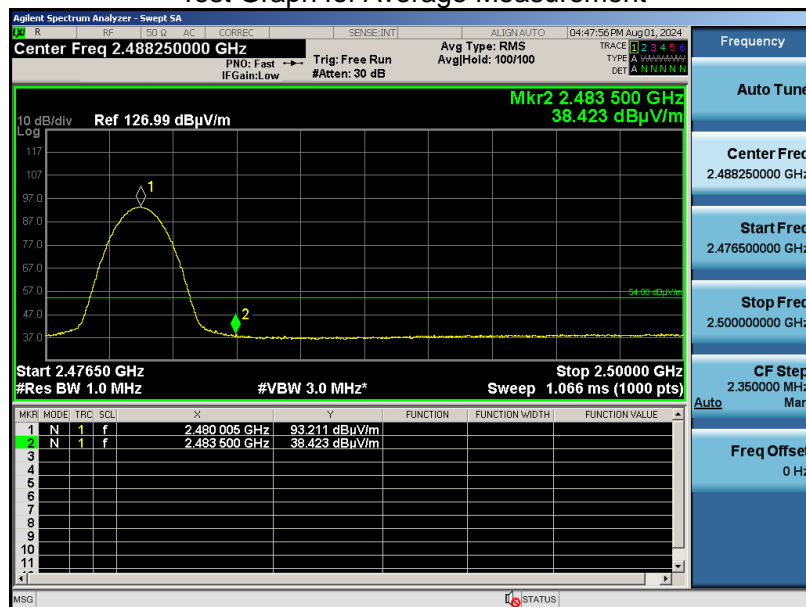 Test Graph for Average Measurement
Agilent Spectrum Analyzer - Swept SA
LXI R RF 50 Ω AC CORREC SENSE:INT ALIGN AUTO 04:47:56 PM Aug 01, 2024
Center Freq 2.488250000 GHz
PNO: Fast
IFGain:Low
Trig: Free Run
#Atten: 30 dB
Avg Type: RMS
Avg|Hold: 100/100
TRACE 1 2 3 4 5 6
TYPE A
DET A N N N N N
Mkr2 2.483 500 GHz
38.423 dBμV/m
10 dB/div Ref 126.99 dBμV/m
Log
117
107
97.0
87.0
77.0
67.0
57.0
47.0
37.0
1
2
54.00 dBμV/m
Start 2.47650 GHz Stop 2.50000 GHz
#Res BW 1.0 MHz #VBW 3.0 MHz* Sweep 1.066 ms (1000 pts)
MKR MODE TRC SCL X Y FUNCTION FUNCTION WIDTH FUNCTION VALUE
1 N 1 f 2.480 005 GHz 93.211 dBμV/m
2 N 1 f 2.483 500 GHz 38.423 dBμV/m
3
4
5
6
7
8
9
10
11
MSG STATUS
Frequency
Auto Tune
Center Freq
2.488250000 GHz
Start Freq
2.476500000 GHz
Stop Freq
2.500000000 GHz
CF Step
2.350000 MHz
Auto Man
Freq Offset
0 Hz